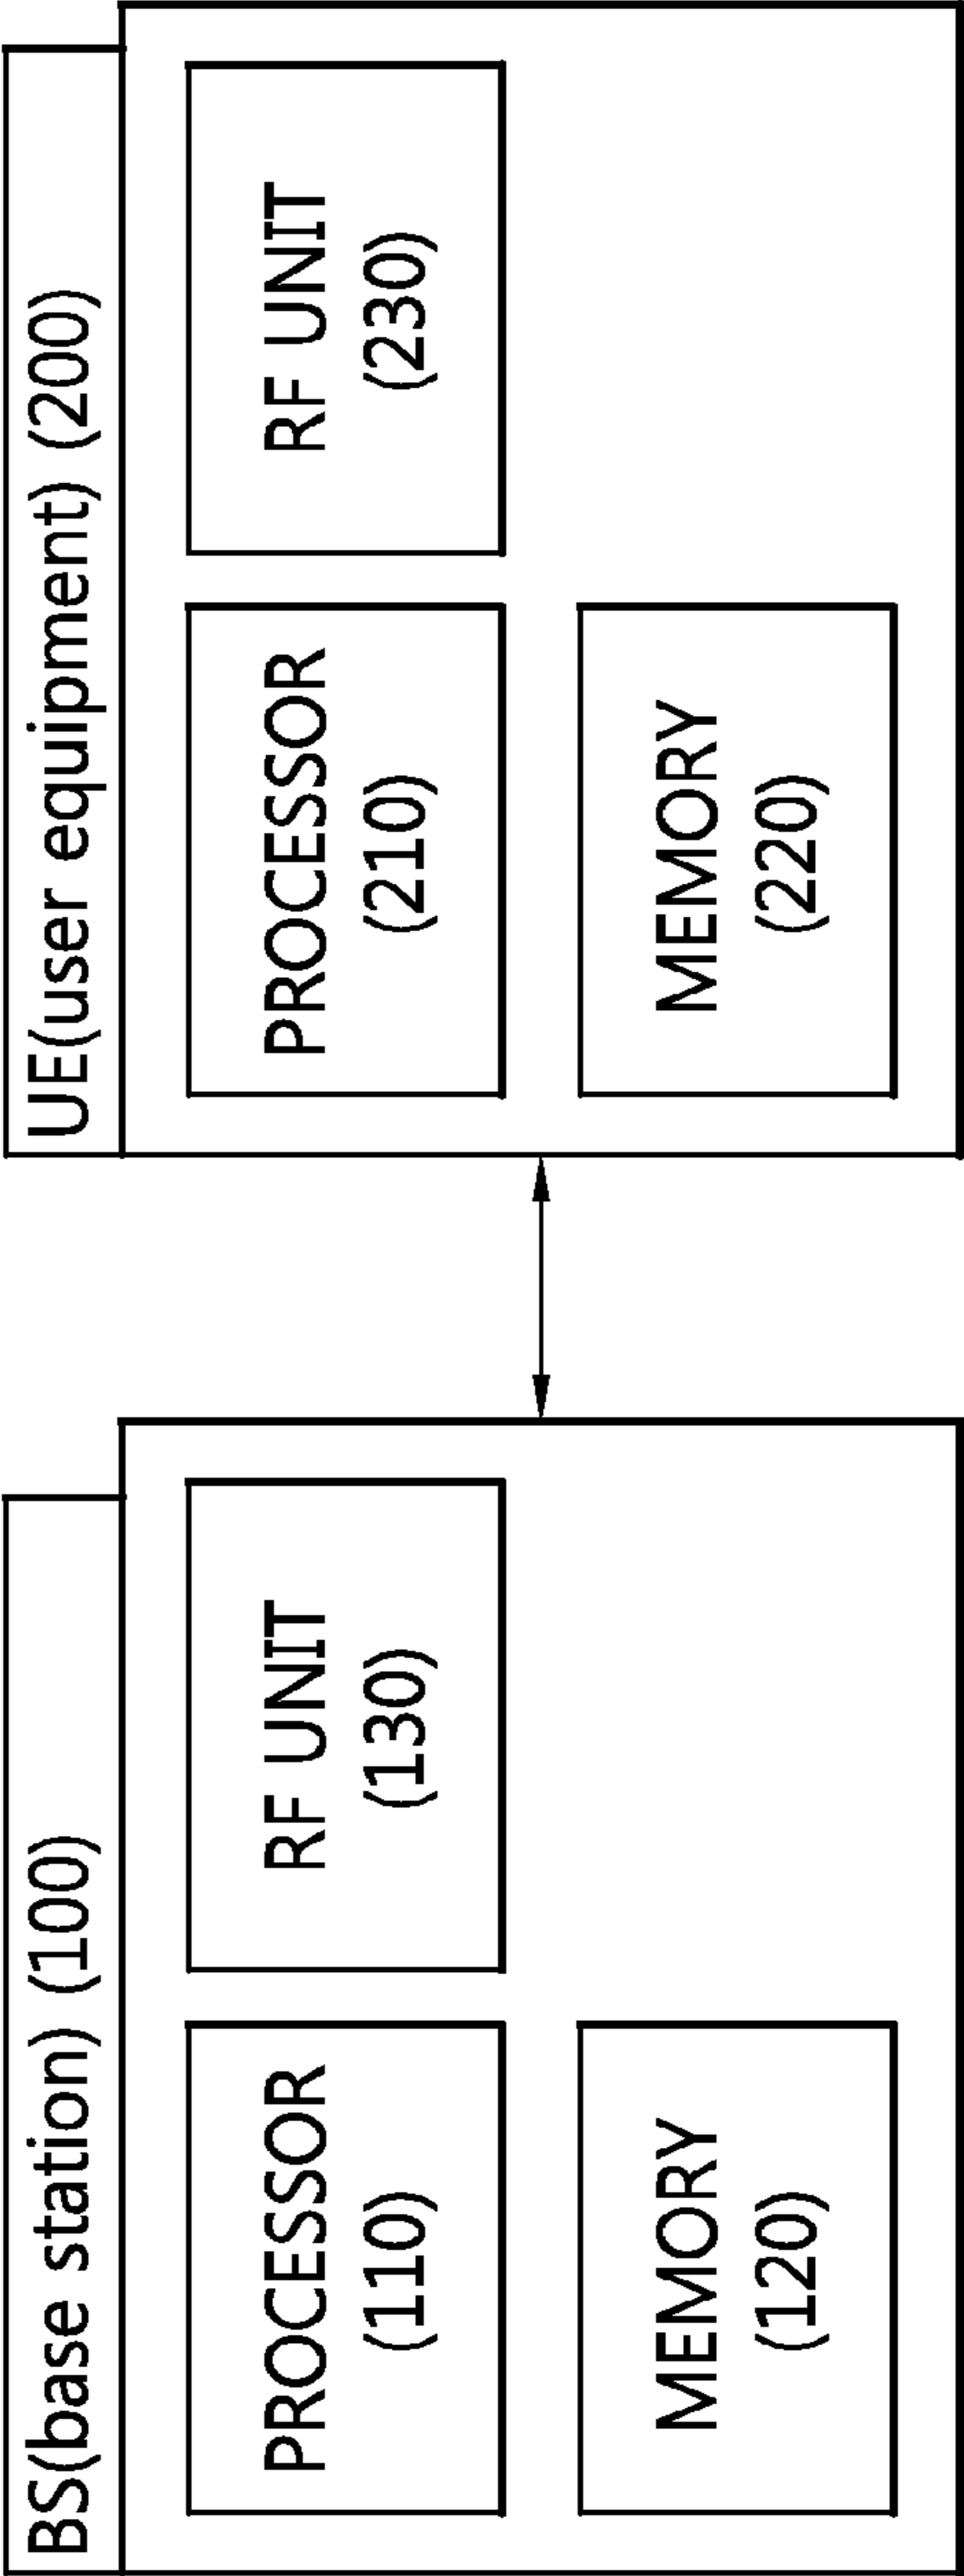 BS(base station) (100)
PROCESSOR
(110)
RF UNIT
(130)
MEMORY
(120)
UE(user equipment) (200)
PROCESSOR
(210)
RF UNIT
(230)
MEMORY
(220)